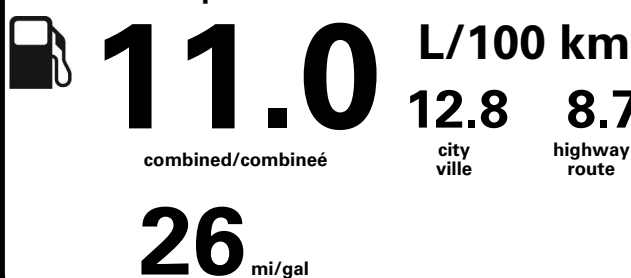 11.0
L/100 km
12.8 8.7
combined/combineé
city highway
ville route
26 mi/gal